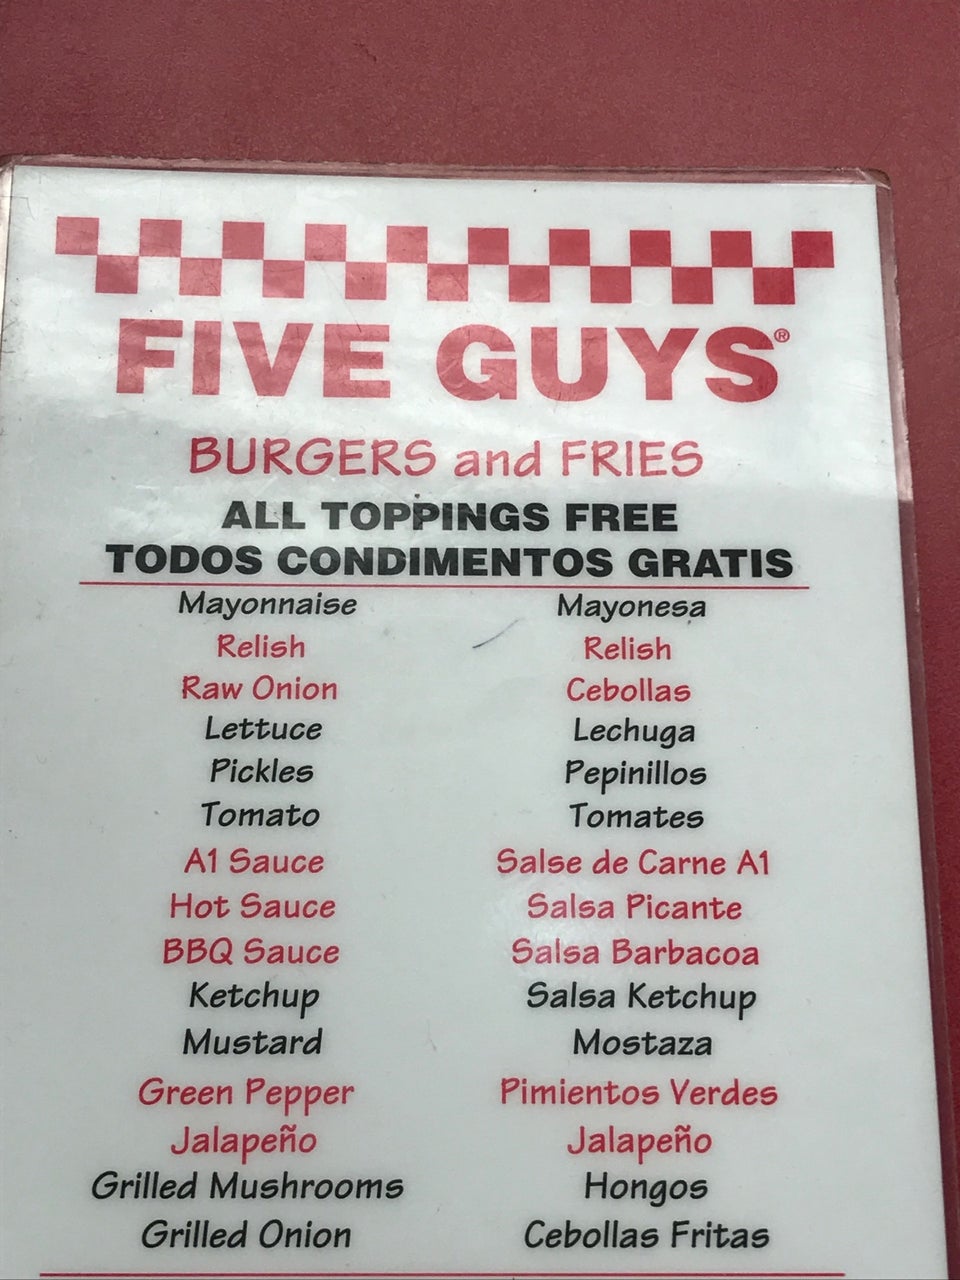 FIVE GUYS®
BURGERS and FRIES
ALL TOPPINGS FREE
TODOS CONDIMENTOS GRATIS
Mayonnaise Mayonesa
Relish Relish
Raw Onion Cebollas
Lettuce Lechuga
Pickles Pepinillos
Tomato Tomates
A1 Sauce Salse de Carne A1
Hot Sauce Salsa Picante
BBQ Sauce Salsa Barbacoa
Ketchup Salsa Ketchup
Mustard Mostaza
Green Pepper Pimientos Verdes
Jalapeño Jalapeño
Grilled Mushrooms Hongos
Grilled Onion Cebollas Fritas